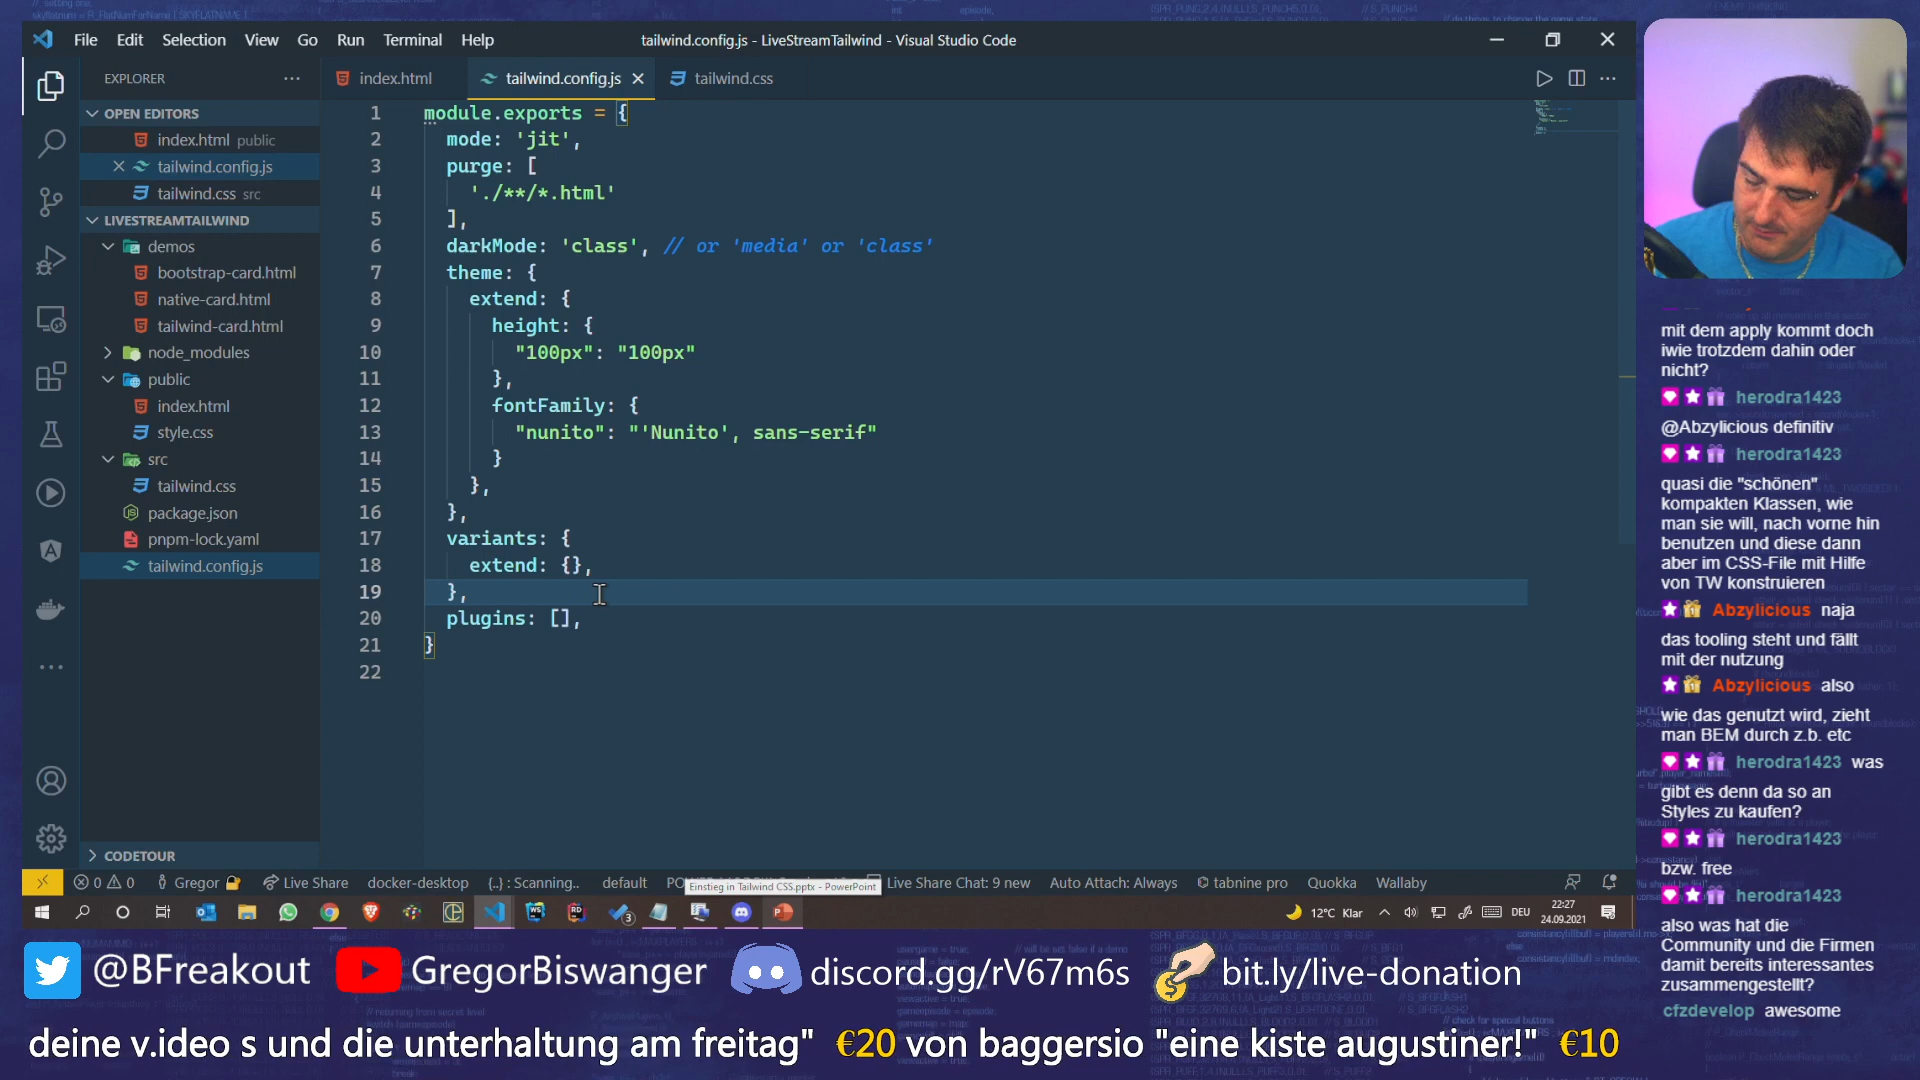 File Edit Selection View Go Run Terminal Help
tailwind.config.js - LiveStreamTailwind - Visual Studio Code
EXPLORER
OPEN EDITORS
index.html public
tailwind.config.js
tailwind.css src
LIVESTREAMTAILWIND
demos
bootstrap-card.html
native-card.html
tailwind-card.html
node_modules
public
index.html
style.css
src
tailwind.css
package.json
pnpm-lock.yaml
tailwind.config.js
CODETOUR
index.html
tailwind.config.js
tailwind.css
1 module.exports = {
2 mode: 'jit',
3 purge: [
4 './**/*.html'
5 ],
6 darkMode: 'class', // or 'media' or 'class'
7 theme: {
8 extend: {
9 height: {
10 "100px": "100px"
11 },
12 fontFamily: {
13 "nunito": "'Nunito', sans-serif"
14 }
15 },
16 },
17 variants: {
18 extend: {},
19 },
20 plugins: [],
21 }
22
0 0 Gregor Live Share docker-desktop {..} : Scanning.. default Live Share Chat: 9 new Auto Attach: Always tabnine pro Quokka Wallaby
Einstieg in Tailwind CSS.pptx - PowerPoint
3
12°C Klar
DEU
22:27
24.09.2021
mit dem apply kommt doch
iwie trotzdem dahin oder
nicht?
herodra1423
@Abzylicious definitiv
herodra1423
quasi die "schönen"
kompakten Klassen, wie
man sie will, nach vorne hin
benutzen und diese dann
aber im CSS-File mit Hilfe
von TW konstruieren
Abzylicious naja
das tooling steht und fällt
mit der nutzung
Abzylicious also
wie das genutzt wird, zieht
man BEM durch z.b. etc
herodra1423 was
gibt es denn da so an
Styles zu kaufen?
herodra1423
bzw. free
herodra1423
also was hat die
Community und die Firmen
damit bereits interessantes
zusammengestellt?
cfzdevelop awesome
@BFreakout
GregorBiswanger
discord.gg/rV67m6s
bit.ly/live-donation
deine v.ideo s und die unterhaltung am freitag" €20 von baggersio "eine kiste augustiner!" €10